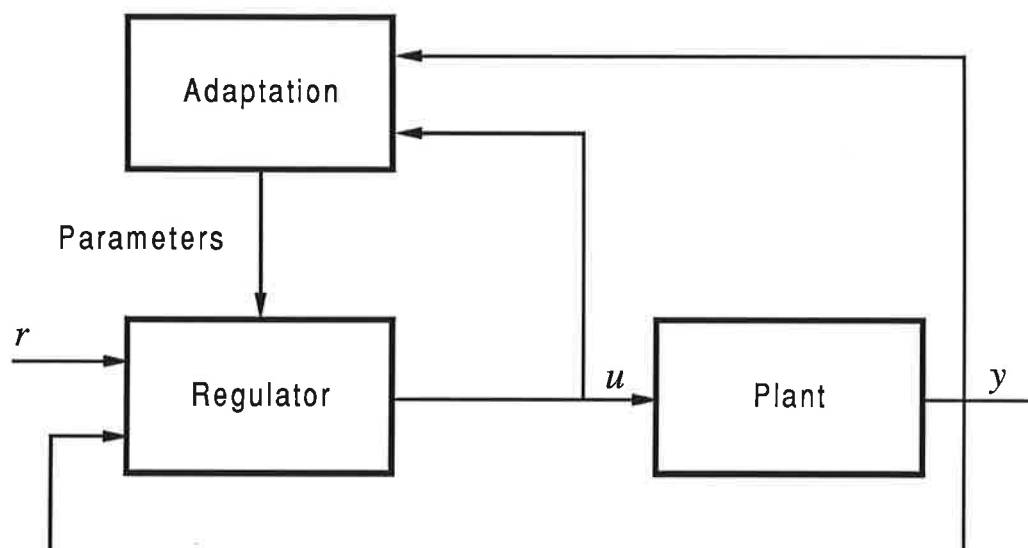 Adaptation
Parameters
r
Regulator
u
Plant
y